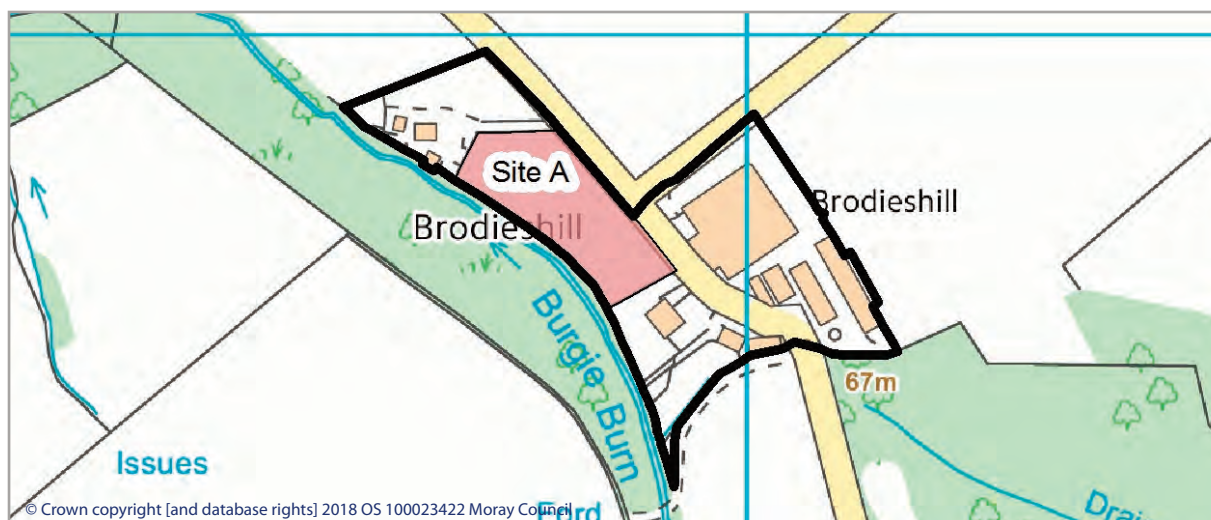 Site A
Brodieshill
Brodieshill
Burgie Burn
67m
Issues
© Crown copyright [and database rights] 2018 OS 100023422 Moray Council